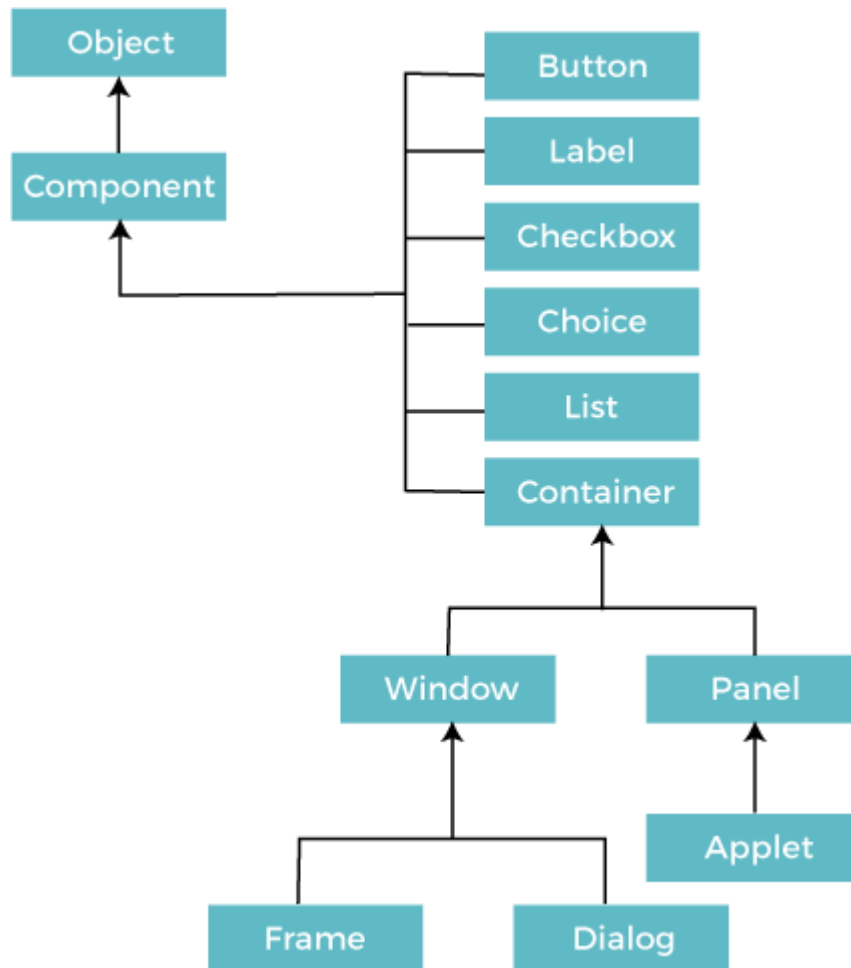 Object
Component
Button
Label
Checkbox
Choice
List
Container
Window
Panel
Applet
Frame
Dialog